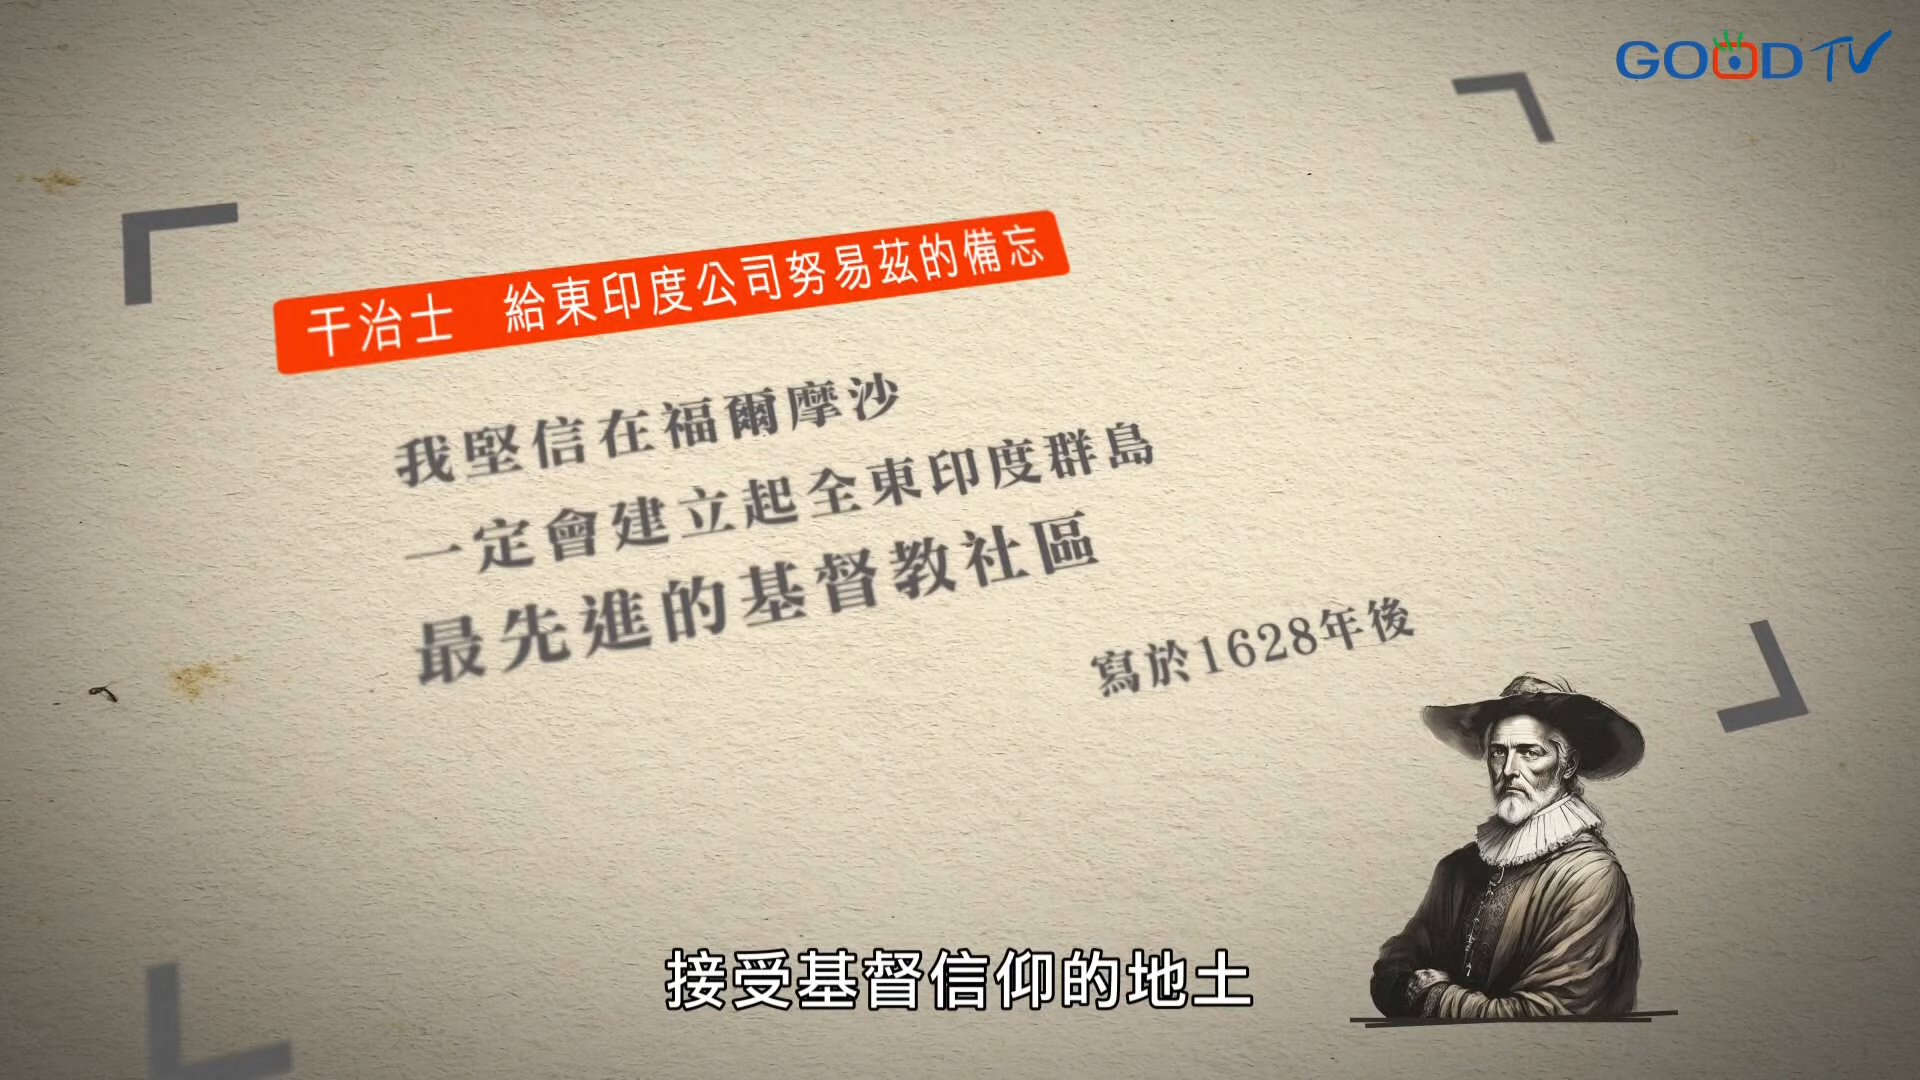 GOOD TV
干治士 給東印度公司努易茲的備忘
我堅信在福爾摩沙
一定會建立起全東印度群島
最先進的基督教社區
寫於1628年後
接受基督信仰的地土